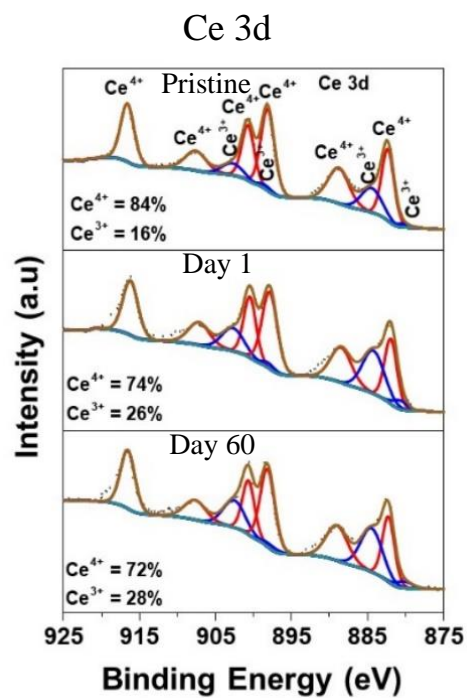 Ce 3d
Pristine
Ce 3d
Ce⁴⁺
Ce⁴⁺
Ce⁴⁺
Ce³⁺
Ce⁴⁺
Ce³⁺
Ce⁴⁺
Ce³⁺
Ce⁴⁺
Ce³⁺
Ce⁴⁺ = 84%
Ce³⁺ = 16%
Day 1
Ce⁴⁺ = 74%
Ce³⁺ = 26%
Day 60
Ce⁴⁺ = 72%
Ce³⁺ = 28%
Intensity (a.u)
925 915 905 895 885 875
Binding Energy (eV)